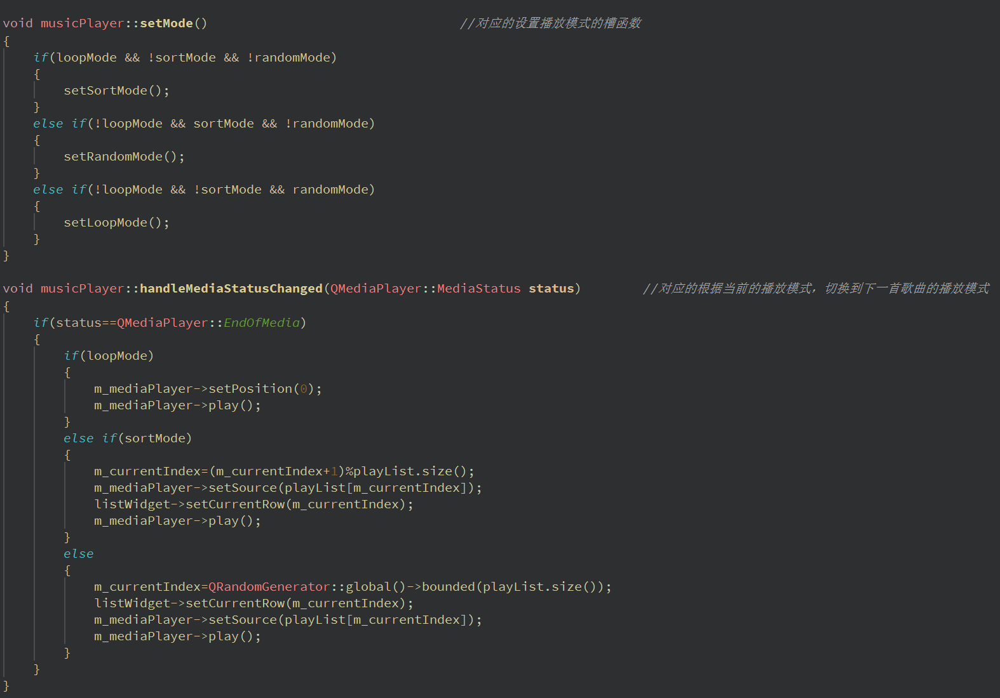 void musicPlayer::setMode()                                 //对应的设置播放模式的槽函数
{
    if(loopMode && !sortMode && !randomMode)
    {
        setSortMode();
    }
    else if(!loopMode && sortMode && !randomMode)
    {
        setRandomMode();
    }
    else if(!loopMode && !sortMode && randomMode)
    {
        setLoopMode();
    }
}

void musicPlayer::handleMediaStatusChanged(QMediaPlayer::MediaStatus status)        //对应的根据当前的播放模式，切换到下一首歌曲的播放模式
{
    if(status==QMediaPlayer::EndOfMedia)
    {
        if(loopMode)
        {
            m_mediaPlayer->setPosition(0);
            m_mediaPlayer->play();
        }
        else if(sortMode)
        {
            m_currentIndex=(m_currentIndex+1)%playList.size();
            m_mediaPlayer->setSource(playList[m_currentIndex]);
            listWidget->setCurrentRow(m_currentIndex);
            m_mediaPlayer->play();
        }
        else
        {
            m_currentIndex=QRandomGenerator::global()->bounded(playList.size());
            listWidget->setCurrentRow(m_currentIndex);
            m_mediaPlayer->setSource(playList[m_currentIndex]);
            m_mediaPlayer->play();
        }
    }
}